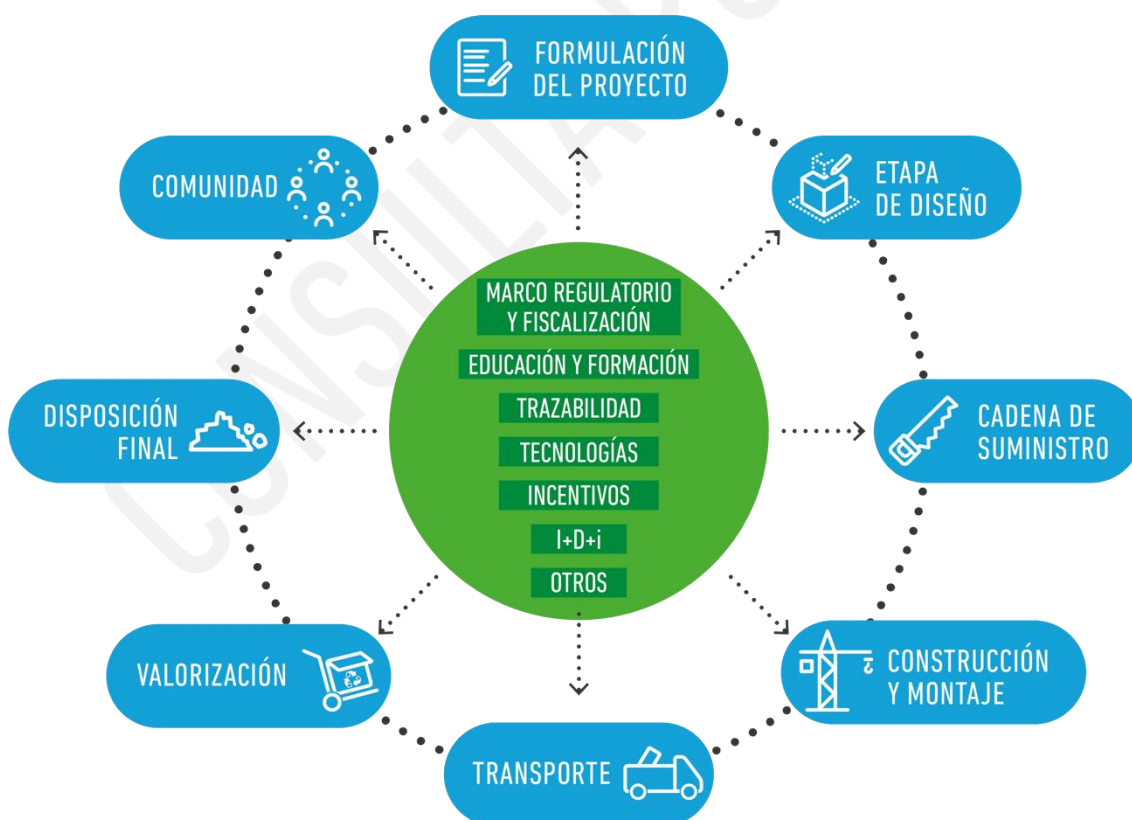 FORMULACIÓN
DEL PROYECTO
ETAPA
DE DISEÑO
CADENA DE
SUMINISTRO
CONSTRUCCIÓN
Y MONTAJE
TRANSPORTE
VALORIZACIÓN
DISPOSICIÓN
FINAL
COMUNIDAD
MARCO REGULATORIO
Y FISCALIZACIÓN
EDUCACIÓN Y FORMACIÓN
TRAZABILIDAD
TECNOLOGÍAS
INCENTIVOS
I+D+i
OTROS